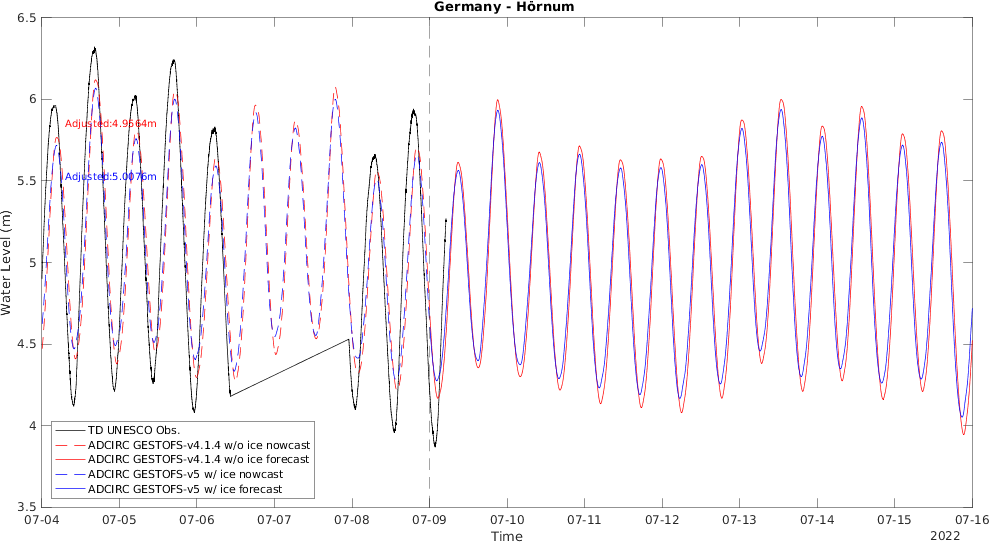 Germany - Hörnum
6.5
6
5.5
5
4.5
4
3.5
Water Level (m)
Adjusted:4.9564m
Adjusted:5.0076m
TD UNESCO Obs.
ADCIRC GESTOFS-v4.1.4 w/o ice nowcast
ADCIRC GESTOFS-v4.1.4 w/o ice forecast
ADCIRC GESTOFS-v5 w/ ice nowcast
ADCIRC GESTOFS-v5 w/ ice forecast
07-04 07-05 07-06 07-07 07-08 07-09 07-10 07-11 07-12 07-13 07-14 07-15 07-16
Time
2022